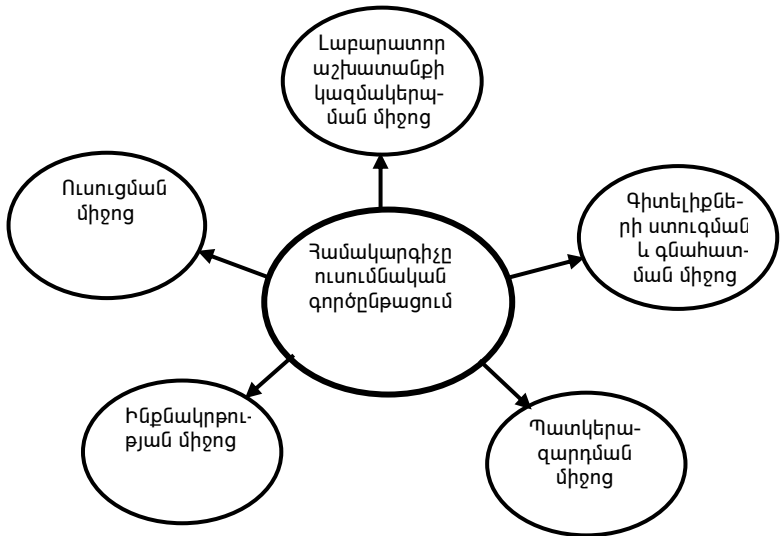 Լաբարատոր
աշխատանքի
կազմակերպ-
ման միջոց
Ուսուցման
միջոց
Գիտելիքնե-
րի ստուգման
և գնահատ-
ման միջոց
Համակարգիչը
ուսումնական
գործընթացում
Ինքնակրթու-
թյան միջոց
Պատկերա-
զարդման
միջոց